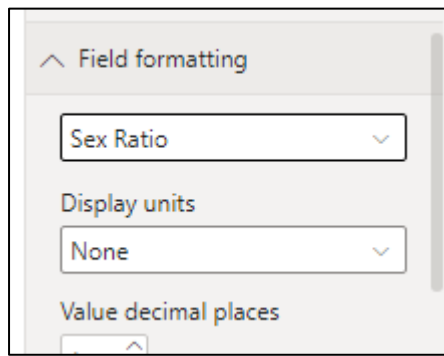 Field formatting
Sex Ratio
Display units
None
Value decimal places